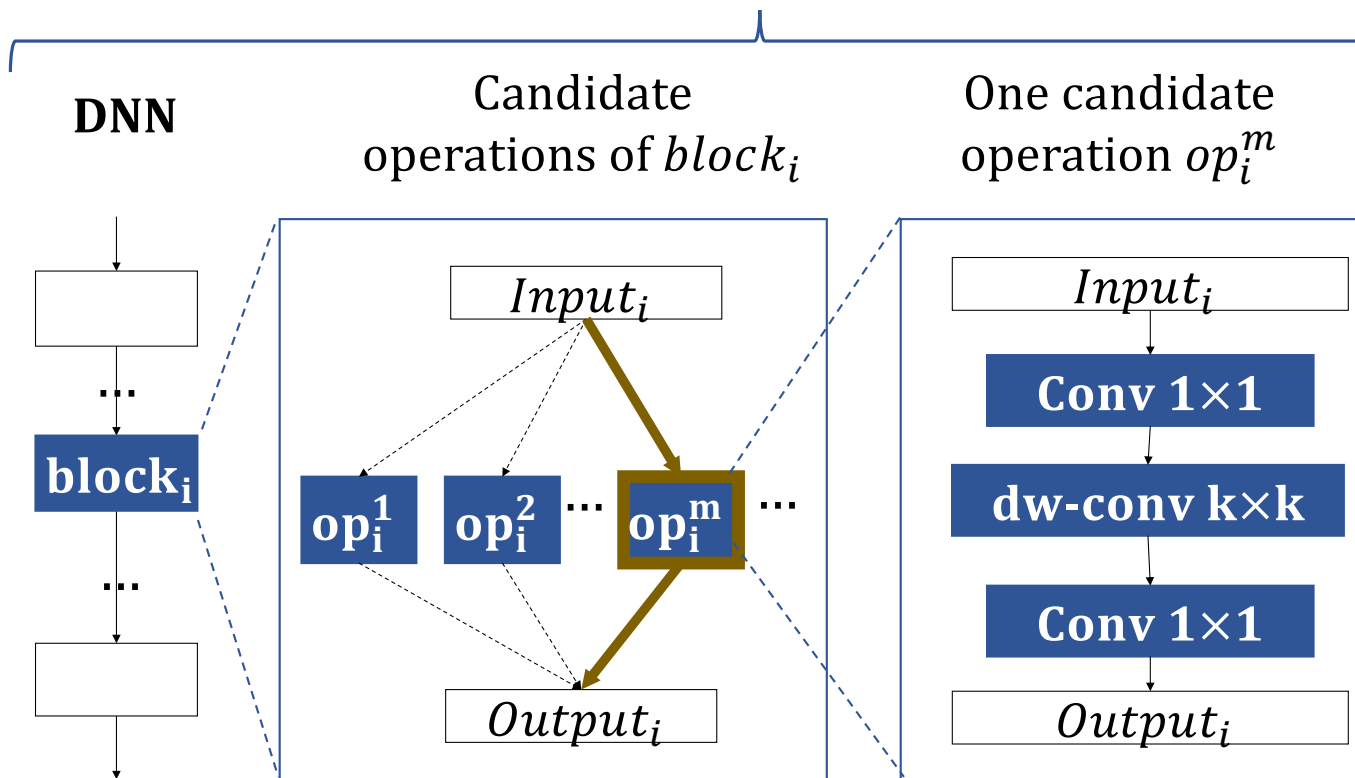 DNN
Candidate
operations of block_i
One candidate
operation op_i^m
Input_i
Input_i
...
Conv 1×1
block_i
op_i^1
op_i^2
...
op_i^m
...
dw-conv k×k
...
Conv 1×1
Output_i
Output_i